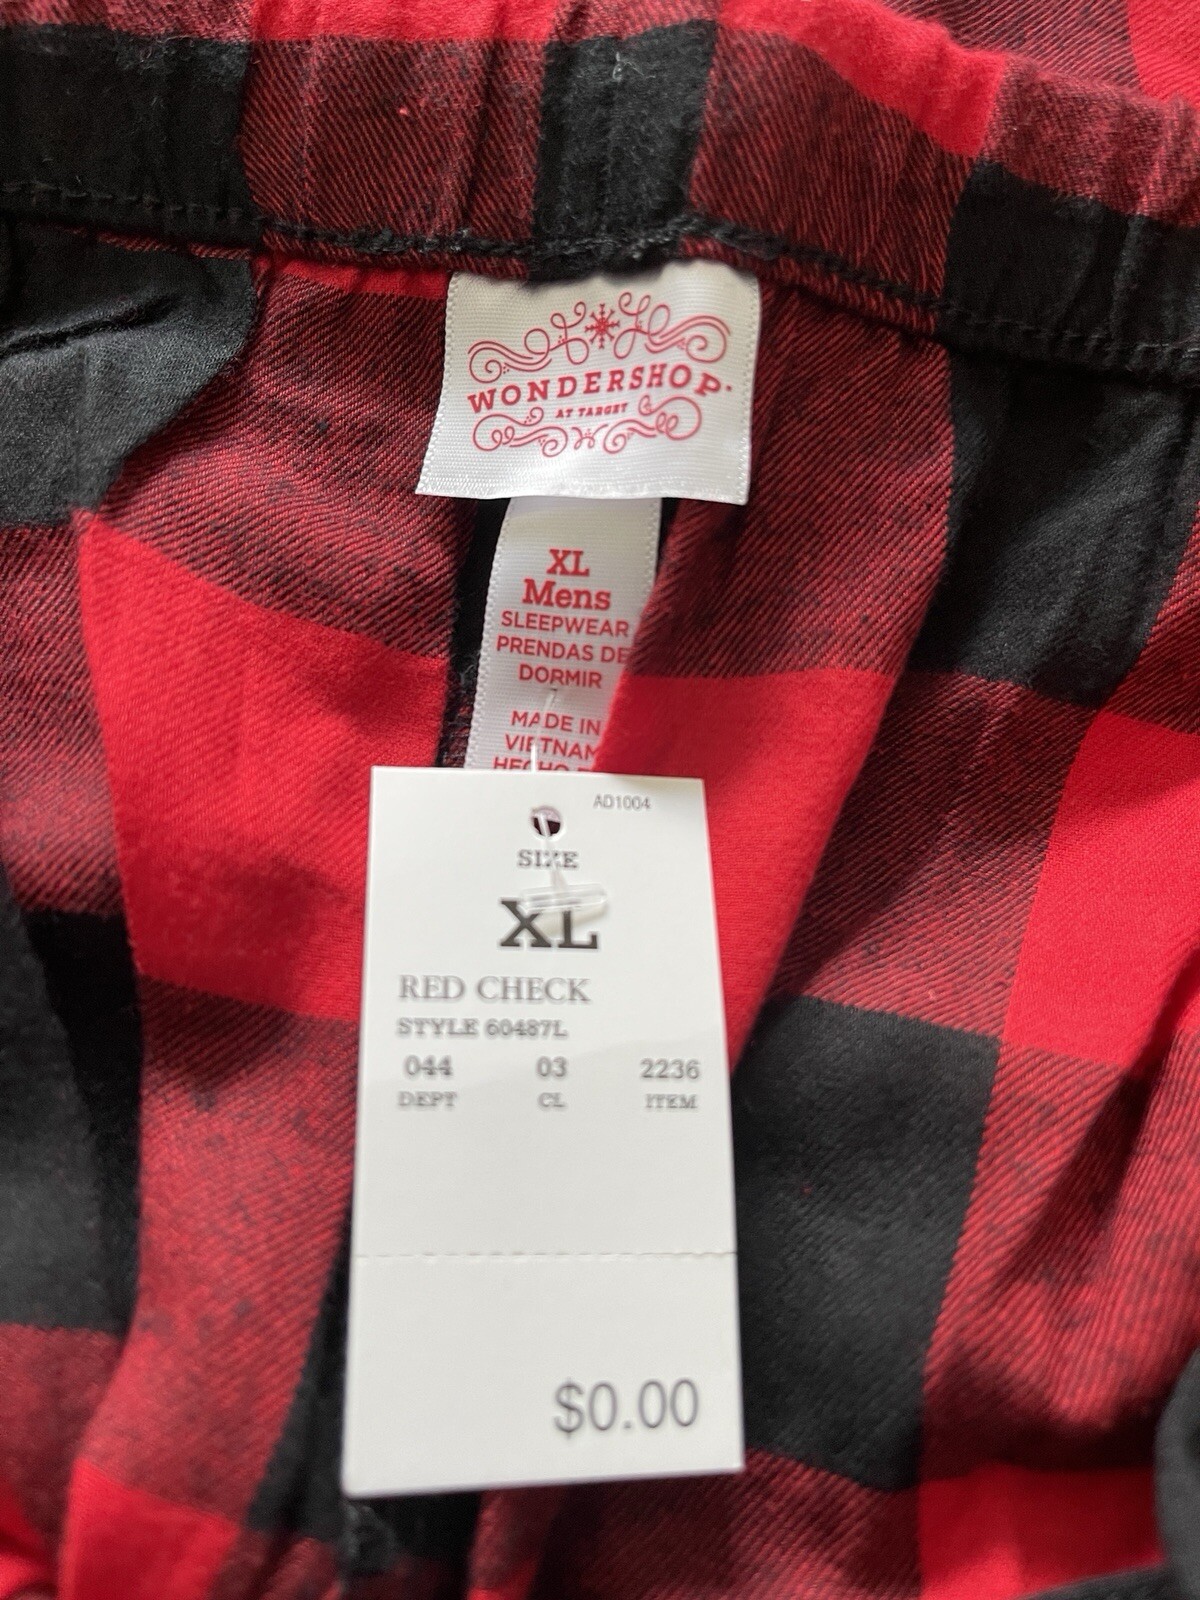 WONDERSHOP
AT TARGET
XL
Mens
SLEEPWEAR
PRENDAS DE
DORMIR
MADE IN
VIETNAM
HECHO
AD1004
SIZE
XL
RED CHECK
STYLE 60487L
044 03 2236
DEPT CL ITEM
$0.00